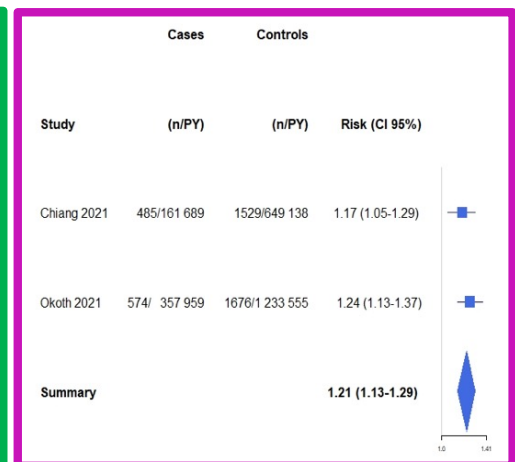 Cases Controls
Study (n/PY) (n/PY) Risk (CI 95%)
Chiang 2021 485/161 689 1529/649 138 1.17 (1.05-1.29)
Okoth 2021 574/ 357 959 1676/1 233 555 1.24 (1.13-1.37)
Summary 1.21 (1.13-1.29)
1.0 1.41